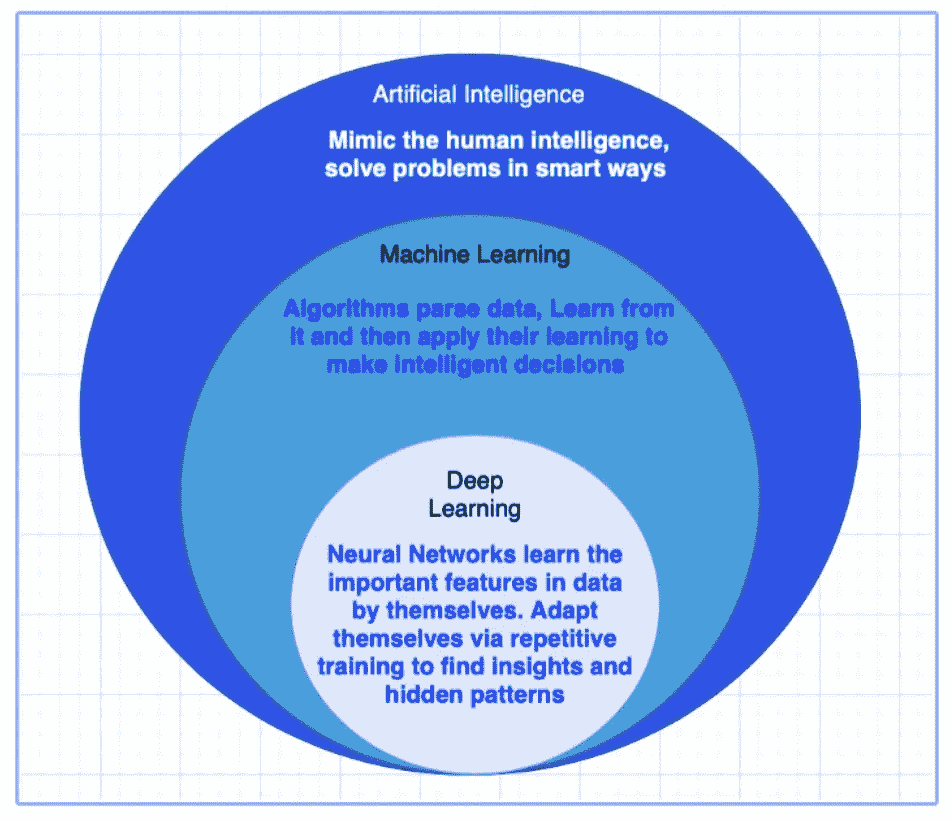 Artificial Intelligence
Mimic the human intelligence,
solve problems in smart ways
Machine Learning
Algorithms parse data, Learn from
it and then apply their learning to
make intelligent decisions
Deep
Learning
Neural Networks learn the
important features in data
by themselves. Adapt
themselves via repetitive
training to find insights and
hidden patterns